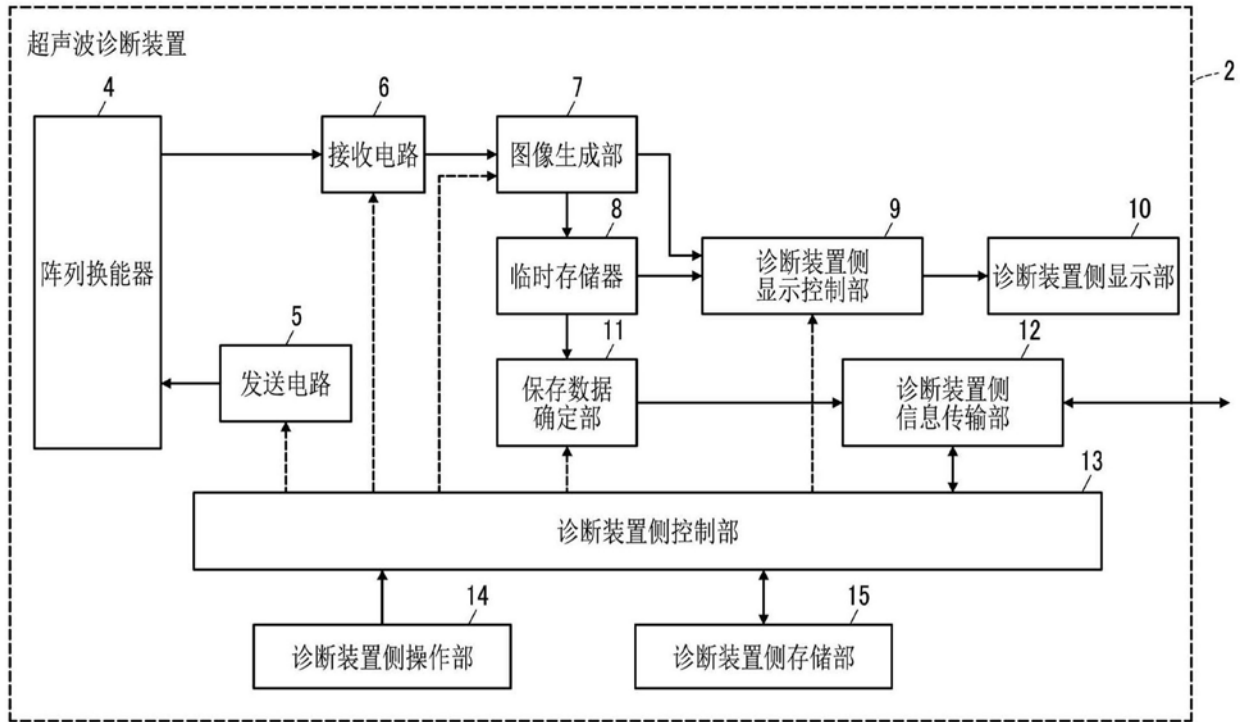 超声波诊断装置
2
4
6
7
接收电路
图像生成部
8
9
10
阵列换能器
临时存储器
诊断装置侧
显示控制部
诊断装置侧显示部
5
11
12
发送电路
保存数据
确定部
诊断装置侧
信息传输部
13
诊断装置侧控制部
14
15
诊断装置侧操作部
诊断装置侧存储部